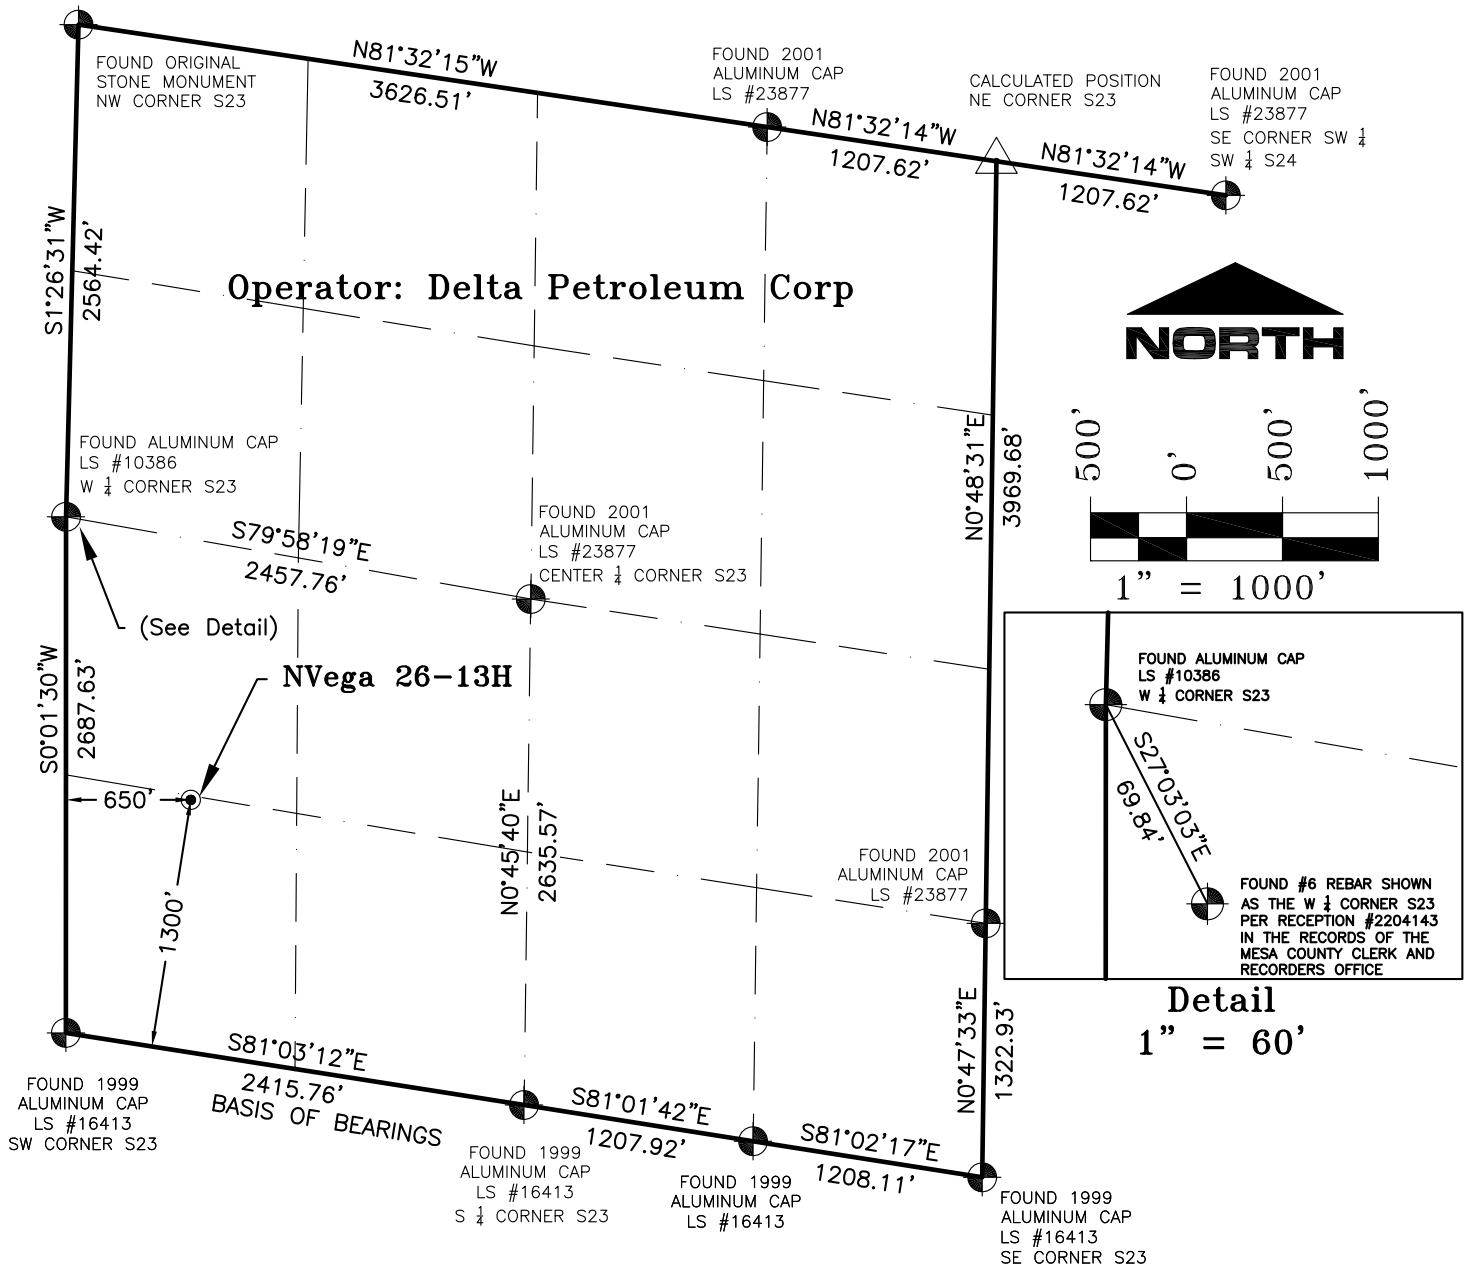 FOUND ORIGINAL
STONE MONUMENT
NW CORNER S23
N81°32'15"W
3626.51'
FOUND 2001
ALUMINUM CAP
LS #23877
N81°32'14"W
1207.62'
CALCULATED POSITION
NE CORNER S23
N81°32'14"W
1207.62'
FOUND 2001
ALUMINUM CAP
LS #23877
SE CORNER SW 1/4
SW 1/4 S24
S1°26'31"W
2564.42'
Operator: Delta Petroleum Corp
NORTH
500'
0'
500'
1000'
1" = 1000'
FOUND ALUMINUM CAP
LS #10386
W 1/4 CORNER S23
S79°58'19"E
2457.76'
FOUND 2001
ALUMINUM CAP
LS #23877
CENTER 1/4 CORNER S23
N0°48'31"E
3969.68'
(See Detail)
NVega 26-13H
S0°01'30"W
2687.63'
650'
1300'
N0°45'40"E
2635.57'
FOUND 2001
ALUMINUM CAP
LS #23877
N0°47'33"E
1322.93'
FOUND ALUMINUM CAP
LS #10386
W 1/4 CORNER S23
S27°03'03"E
69.84'
FOUND #6 REBAR SHOWN
AS THE W 1/4 CORNER S23
PER RECEPTION #2204143
IN THE RECORDS OF THE
MESA COUNTY CLERK AND
RECORDERS OFFICE
Detail
1" = 60'
S81°03'12"E
2415.76'
BASIS OF BEARINGS
S81°01'42"E
1207.92'
S81°02'17"E
1208.11'
FOUND 1999
ALUMINUM CAP
LS #16413
SW CORNER S23
FOUND 1999
ALUMINUM CAP
LS #16413
S 1/4 CORNER S23
FOUND 1999
ALUMINUM CAP
LS #16413
FOUND 1999
ALUMINUM CAP
LS #16413
SE CORNER S23